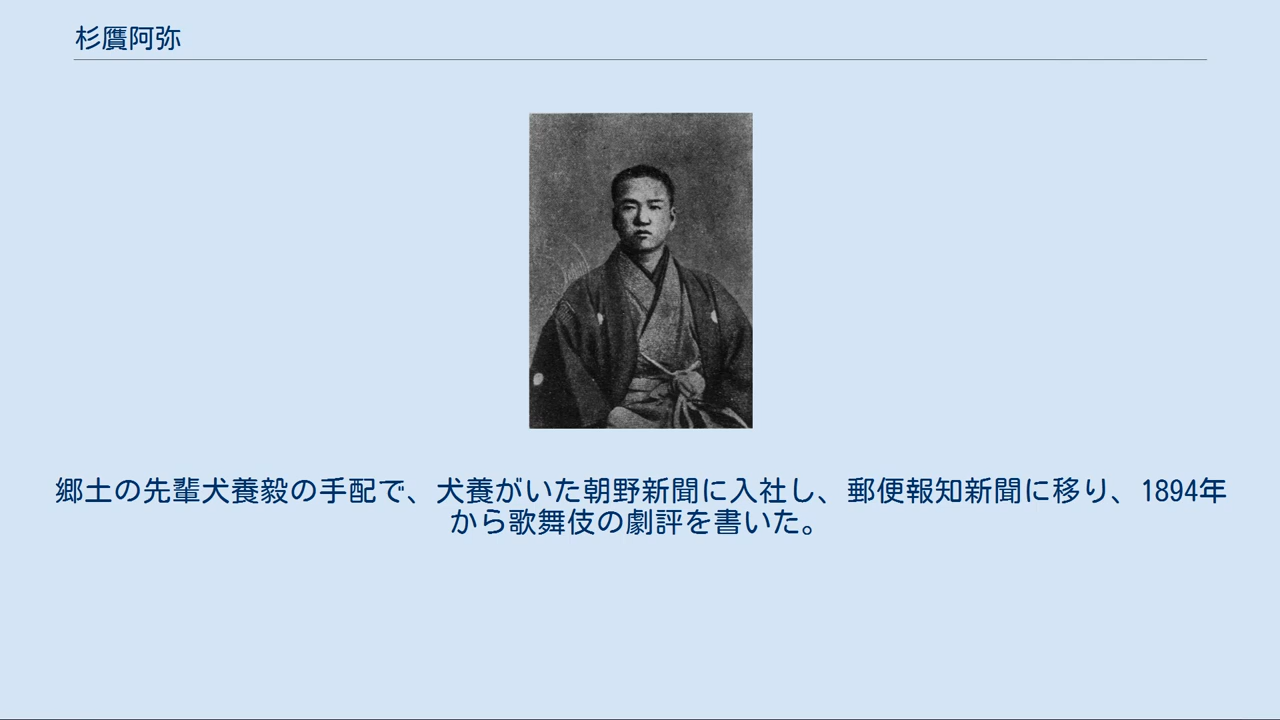 杉贋阿弥
郷土の先輩犬養毅の手配で、犬養がいた朝野新聞に入社し、郵便報知新聞に移り、1894年
から歌舞伎の劇評を書いた。